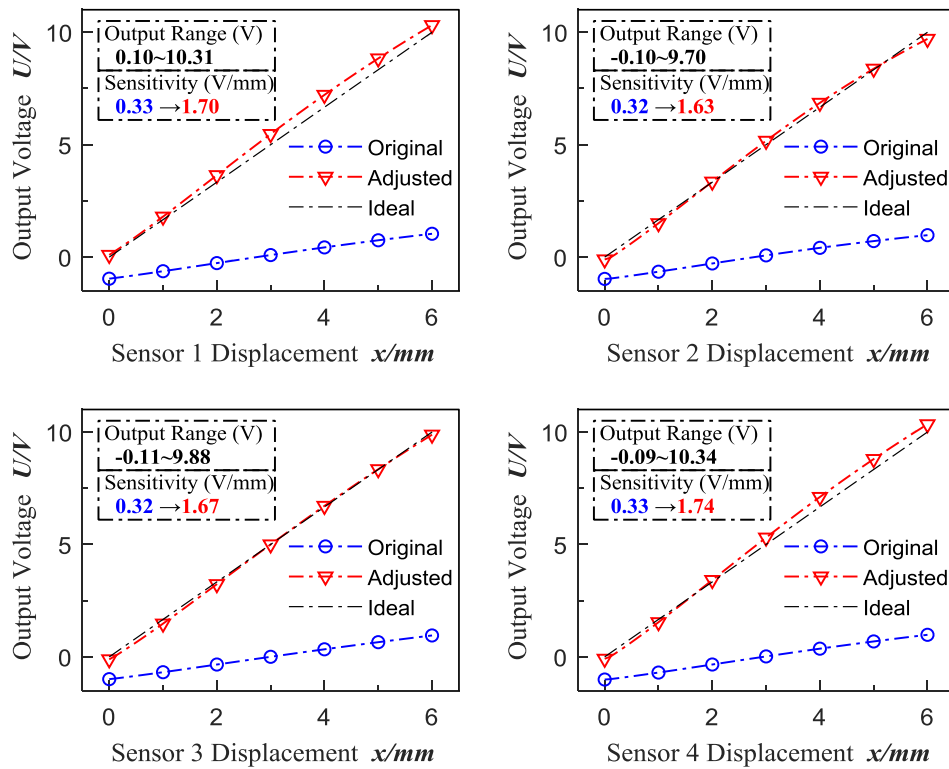 Output Voltage U/V
10
5
0
Output Range (V)
0.10~10.31
Sensitivity (V/mm)
0.33 →1.70
Original
Adjusted
Ideal
0 2 4 6
Sensor 1 Displacement x/mm
Output Voltage U/V
10
5
0
Output Range (V)
-0.10~9.70
Sensitivity (V/mm)
0.32 →1.63
Original
Adjusted
Ideal
0 2 4 6
Sensor 2 Displacement x/mm
Output Voltage U/V
10
5
0
Output Range (V)
-0.11~9.88
Sensitivity (V/mm)
0.32 →1.67
Original
Adjusted
Ideal
0 2 4 6
Sensor 3 Displacement x/mm
Output Voltage U/V
10
5
0
Output Range (V)
-0.09~10.34
Sensitivity (V/mm)
0.33 →1.74
Original
Adjusted
Ideal
0 2 4 6
Sensor 4 Displacement x/mm